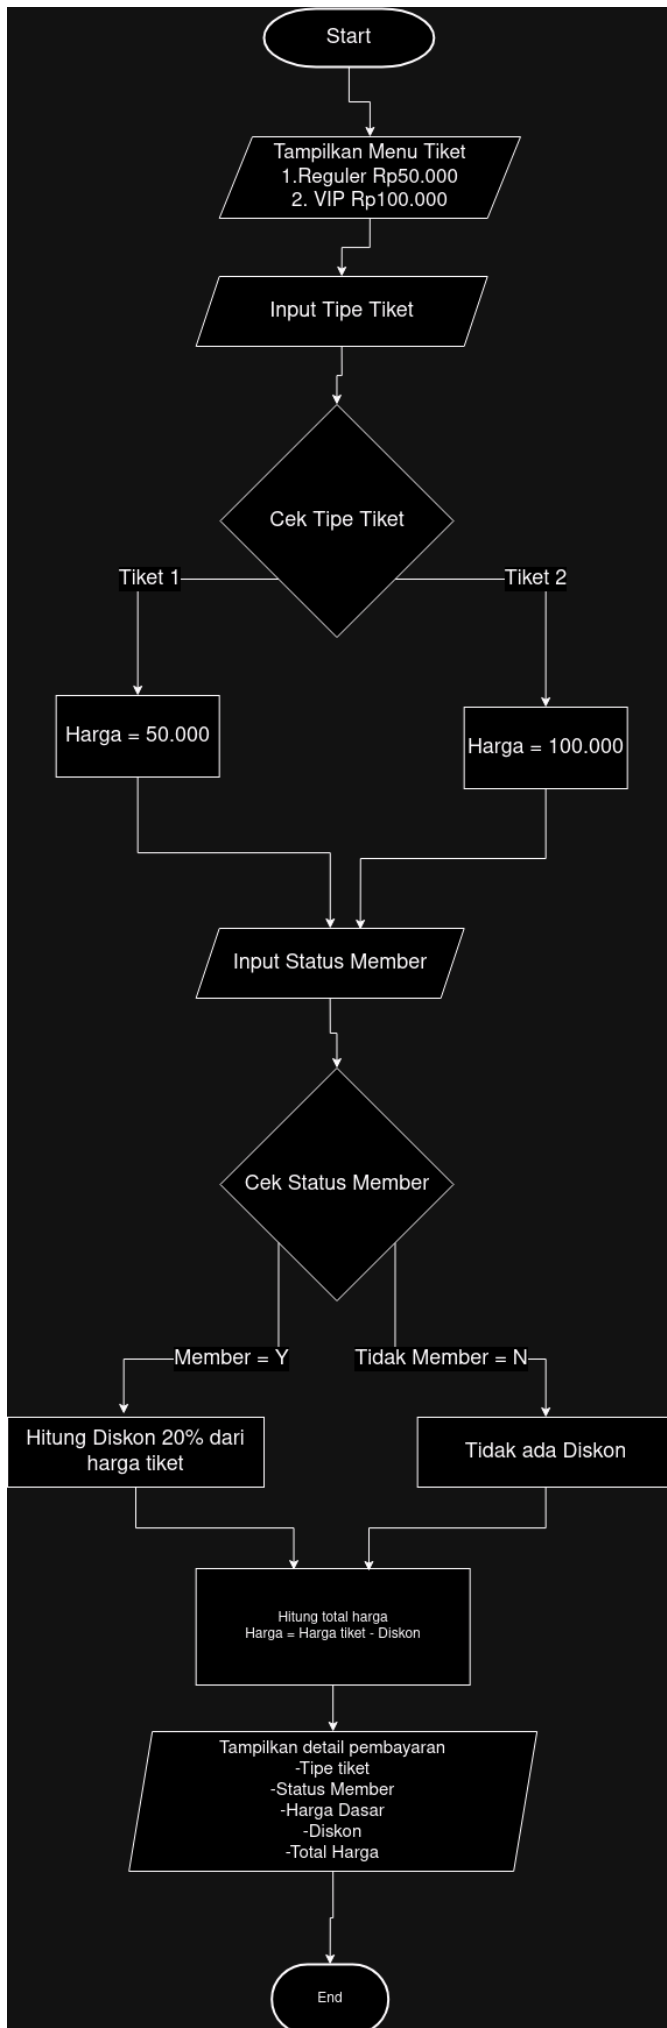 Start
Tampilkan Menu Tiket
1.Reguler Rp50.000
2. VIP Rp100.000
Input Tipe Tiket
Cek Tipe Tiket
Tiket 1
Tiket 2
Harga = 50.000
Harga = 100.000
Input Status Member
Cek Status Member
Member = Y
Tidak Member = N
Hitung Diskon 20% dari
harga tiket
Tidak ada Diskon
Hitung total harga
Harga = Harga tiket - Diskon
Tampilkan detail pembayaran
-Tipe tiket
-Status Member
-Harga Dasar
-Diskon
-Total Harga
End